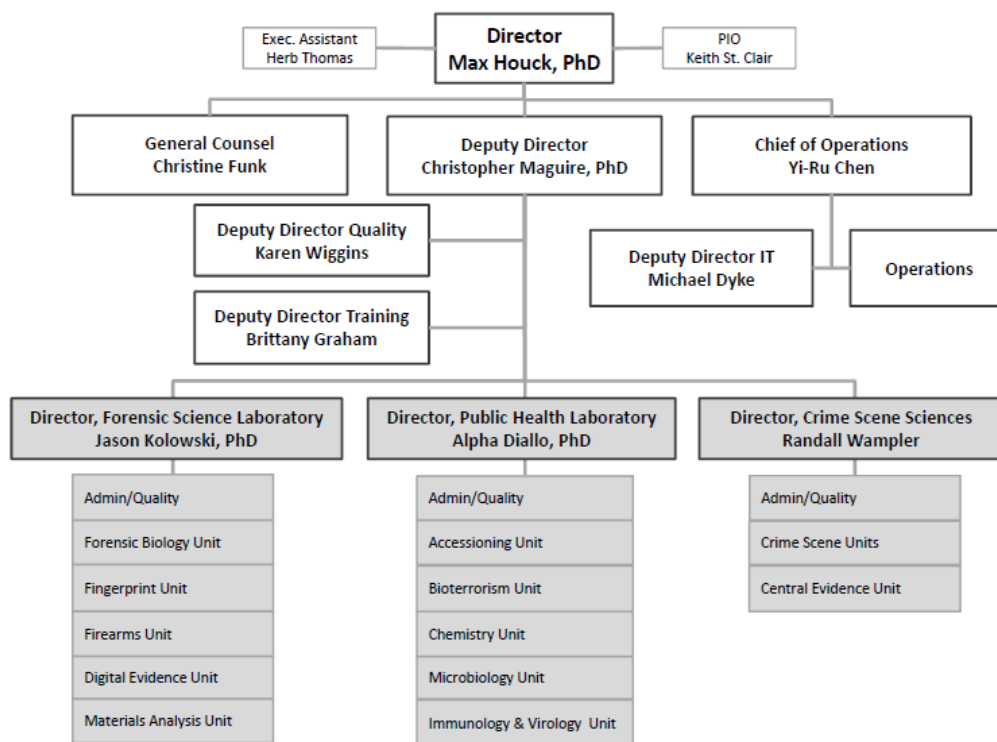 Exec. Assistant
Herb Thomas
Director
Max Houck, PhD
PIO
Keith St. Clair
General Counsel
Christine Funk
Deputy Director
Christopher Maguire, PhD
Chief of Operations
Yi-Ru Chen
Deputy Director Quality
Karen Wiggins
Deputy Director IT
Michael Dyke
Operations
Deputy Director Training
Brittany Graham
Director, Forensic Science Laboratory
Jason Kolowski, PhD
Director, Public Health Laboratory
Alpha Diallo, PhD
Director, Crime Scene Sciences
Randall Wampler
Admin/Quality
Forensic Biology Unit
Fingerprint Unit
Firearms Unit
Digital Evidence Unit
Materials Analysis Unit
Admin/Quality
Accessioning Unit
Bioterrorism Unit
Chemistry Unit
Microbiology Unit
Immunology & Virology Unit
Admin/Quality
Crime Scene Units
Central Evidence Unit